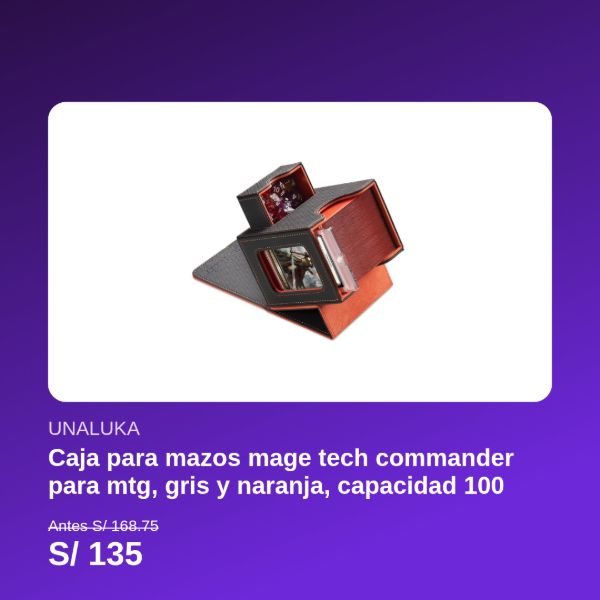 UNALUKA
Caja para mazos mage tech commander
para mtg, gris y naranja, capacidad 100
Antes S/ 168.75
S/ 135